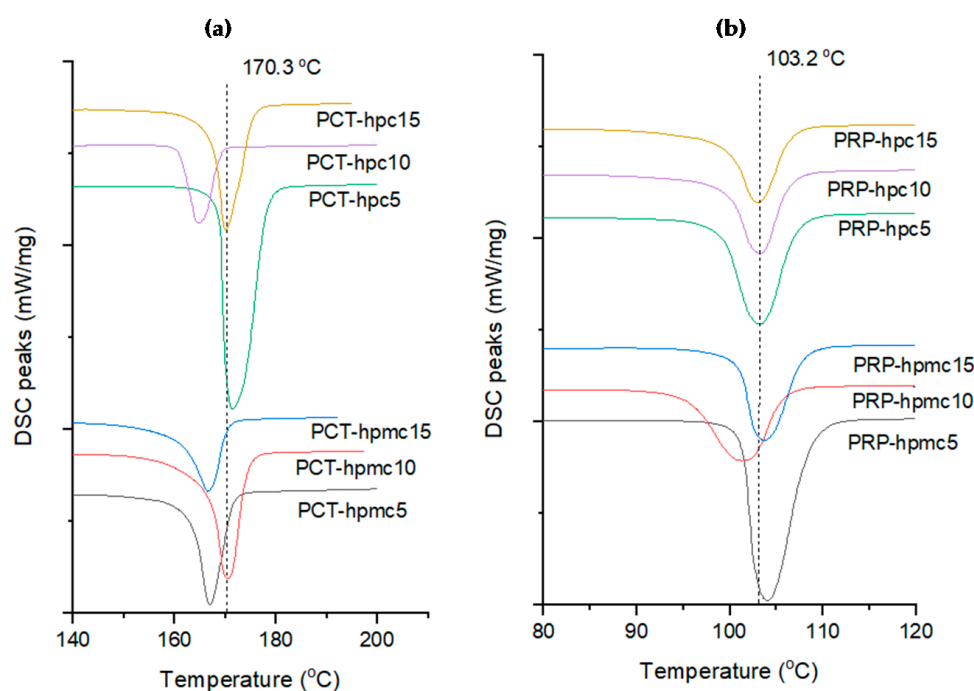 (a)
170.3 °C
PCT-hpc15
PCT-hpc10
PCT-hpc5
PCT-hpmc15
PCT-hpmc10
PCT-hpmc5
DSC peaks (mW/mg)
140 160 180 200
Temperature (°C)
(b)
103.2 °C
PRP-hpc15
PRP-hpc10
PRP-hpc5
PRP-hpmc15
PRP-hpmc10
PRP-hpmc5
DSC peaks (mW/mg)
80 90 100 110 120
Temperature (°C)